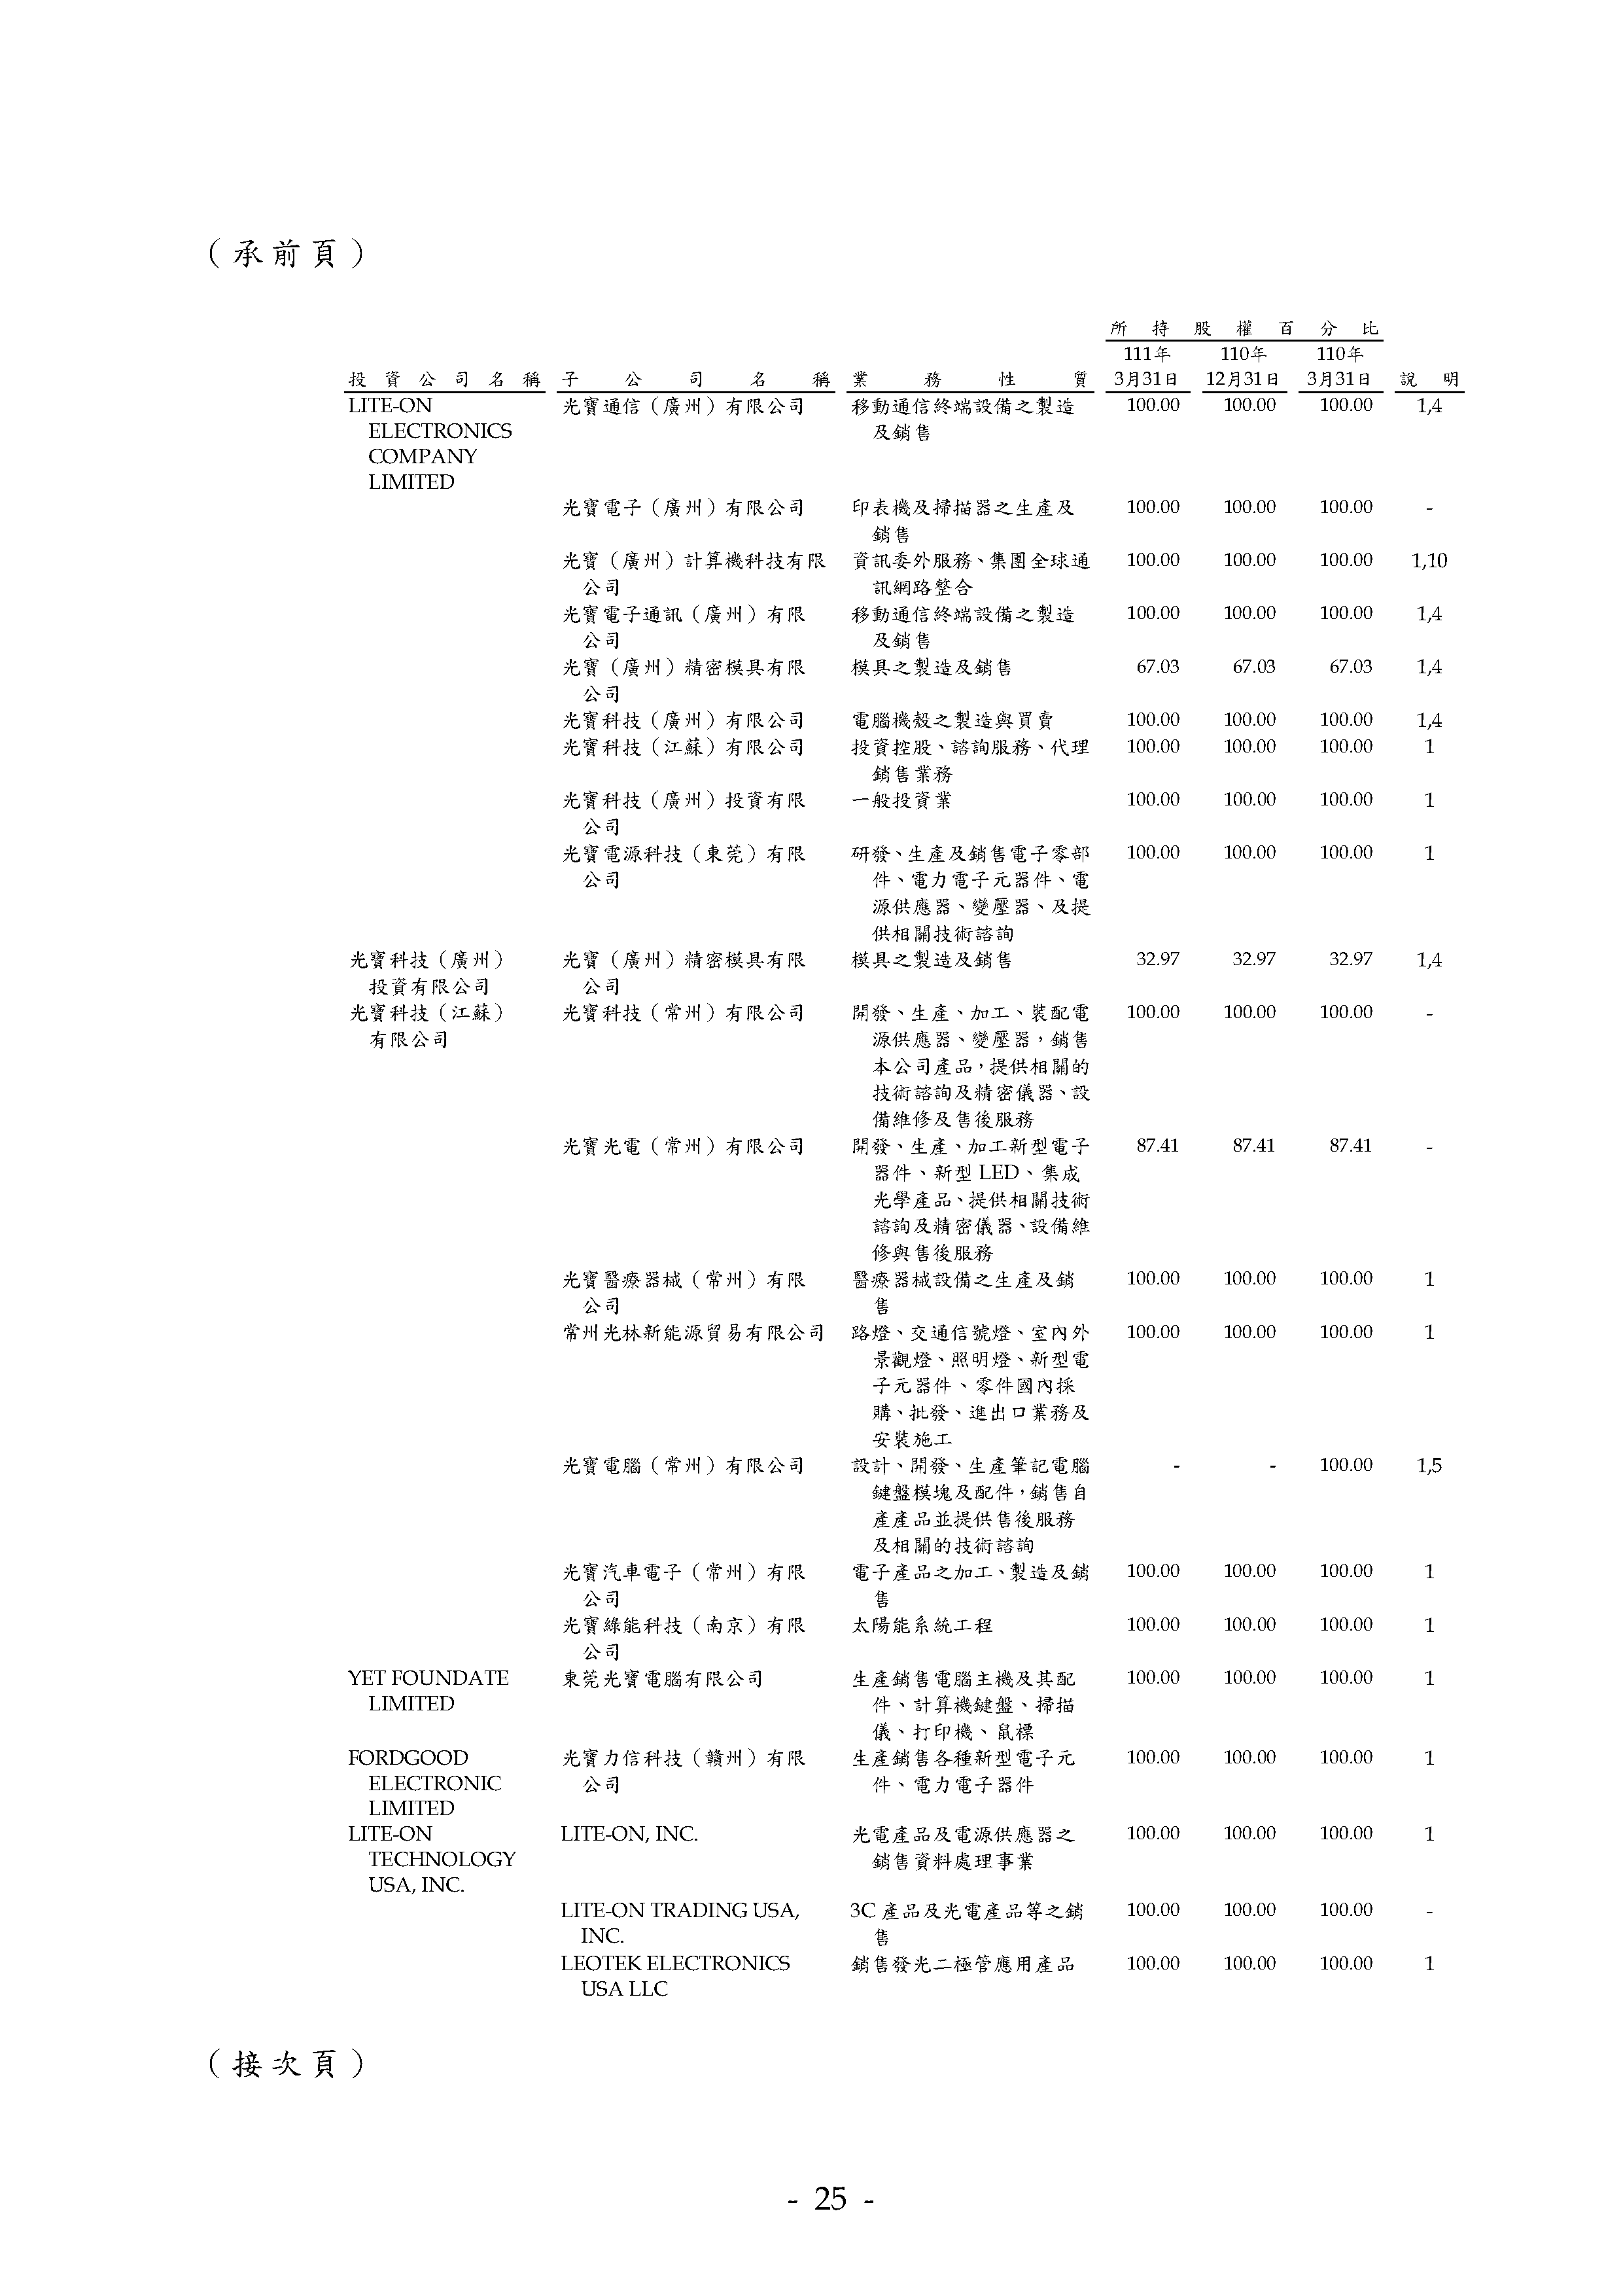 （承前頁）
所持股權百分比
111年 110年 110年
投資公司名稱 子公司名稱 業務性質 3月31日 12月31日 3月31日 說明
LITE-ON 光寶通信（廣州）有限公司 移動通信終端設備之製造 100.00 100.00 100.00 1,4
ELECTRONICS 及銷售
COMPANY
LIMITED
光寶電子（廣州）有限公司 印表機及掃描器之生產及 100.00 100.00 100.00 -
銷售
光寶（廣州）計算機科技有限 資訊委外服務、集團全球通 100.00 100.00 100.00 1,10
公司 訊網路整合
光寶電子通訊（廣州）有限 移動通信終端設備之製造 100.00 100.00 100.00 1,4
公司 及銷售
光寶（廣州）精密模具有限 模具之製造及銷售 67.03 67.03 67.03 1,4
公司
光寶科技（廣州）有限公司 電腦機殼之製造與買賣 100.00 100.00 100.00 1,4
光寶科技（江蘇）有限公司 投資控股、諮詢服務、代理 100.00 100.00 100.00 1
銷售業務
光寶科技（廣州）投資有限 一般投資業 100.00 100.00 100.00 1
公司
光寶電源科技（東莞）有限 研發、生產及銷售電子零部 100.00 100.00 100.00 1
公司 件、電力電子元器件、電
源供應器、變壓器、及提
供相關技術諮詢
光寶科技（廣州） 光寶（廣州）精密模具有限 模具之製造及銷售 32.97 32.97 32.97 1,4
投資有限公司 公司
光寶科技（江蘇） 光寶科技（常州）有限公司 開發、生產、加工、裝配電 100.00 100.00 100.00 -
有限公司 源供應器、變壓器，銷售
本公司產品，提供相關的
技術諮詢及精密儀器、設
備維修及售後服務
光寶光電（常州）有限公司 開發、生產、加工新型電子 87.41 87.41 87.41 -
器件、新型 LED、集成
光學產品、提供相關技術
諮詢及精密儀器、設備維
修與售後服務
光寶醫療器械（常州）有限 醫療器械設備之生產及銷 100.00 100.00 100.00 1
公司 售
常州光林新能源貿易有限公司 路燈、交通信號燈、室內外 100.00 100.00 100.00 1
景觀燈、照明燈、新型電
子元器件、零件國內採
購、批發、進出口業務及
安裝施工
光寶電腦（常州）有限公司 設計、開發、生產筆記電腦 - - 100.00 1,5
鍵盤模塊及配件，銷售自
產產品並提供售後服務
及相關的技術諮詢
光寶汽車電子（常州）有限 電子產品之加工、製造及銷 100.00 100.00 100.00 1
公司 售
光寶綠能科技（南京）有限 太陽能系統工程 100.00 100.00 100.00 1
公司
YET FOUNDATE 東莞光寶電腦有限公司 生產銷售電腦主機及其配 100.00 100.00 100.00 1
LIMITED 件、計算機鍵盤、掃描
儀、打印機、鼠標
FORDGOOD 光寶力信科技（贛州）有限 生產銷售各種新型電子元 100.00 100.00 100.00 1
ELECTRONIC 公司 件、電力電子器件
LIMITED
LITE-ON LITE-ON, INC. 光電產品及電源供應器之 100.00 100.00 100.00 1
TECHNOLOGY 銷售資料處理事業
USA, INC.
LITE-ON TRADING USA, 3C 產品及光電產品等之銷 100.00 100.00 100.00 -
INC. 售
LEOTEK ELECTRONICS 銷售發光二極管應用產品 100.00 100.00 100.00 1
USA LLC
（接次頁）
- 25 -